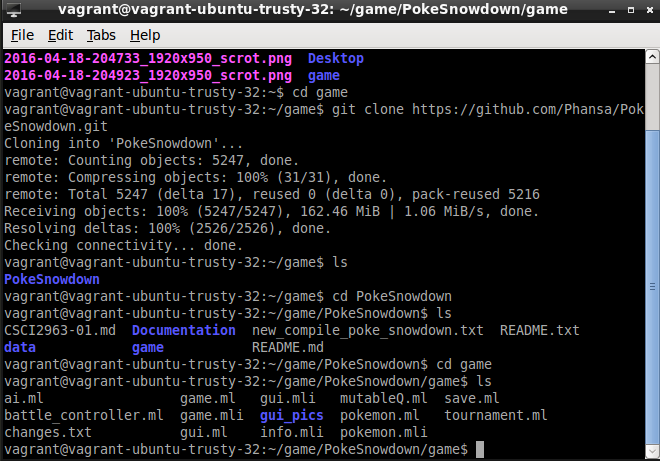 vagrant@vagrant-ubuntu-trusty-32: ~/game/PokeSnowdown/game
File Edit Tabs Help
2016-04-18-204733_1920x950_scrot.png Desktop
2016-04-18-204923_1920x950_scrot.png game
vagrant@vagrant-ubuntu-trusty-32:~$ cd game
vagrant@vagrant-ubuntu-trusty-32:~/game$ git clone https://github.com/Phansa/Pok
eSnowdown.git
Cloning into 'PokeSnowdown'...
remote: Counting objects: 5247, done.
remote: Compressing objects: 100% (31/31), done.
remote: Total 5247 (delta 17), reused 0 (delta 0), pack-reused 5216
Receiving objects: 100% (5247/5247), 162.46 MiB | 1.06 MiB/s, done.
Resolving deltas: 100% (2526/2526), done.
Checking connectivity... done.
vagrant@vagrant-ubuntu-trusty-32:~/game$ ls
PokeSnowdown
vagrant@vagrant-ubuntu-trusty-32:~/game$ cd PokeSnowdown
vagrant@vagrant-ubuntu-trusty-32:~/game/PokeSnowdown$ ls
CSCI2963-01.md Documentation new_compile_poke_snowdown.txt README.txt
data game README.md
vagrant@vagrant-ubuntu-trusty-32:~/game/PokeSnowdown$ cd game
vagrant@vagrant-ubuntu-trusty-32:~/game/PokeSnowdown/game$ ls
ai.ml game.ml gui.mli mutableQ.ml save.ml
battle_controller.ml game.mli gui_pics pokemon.ml tournament.ml
changes.txt gui.ml info.mli pokemon.mli
vagrant@vagrant-ubuntu-trusty-32:~/game/PokeSnowdown/game$